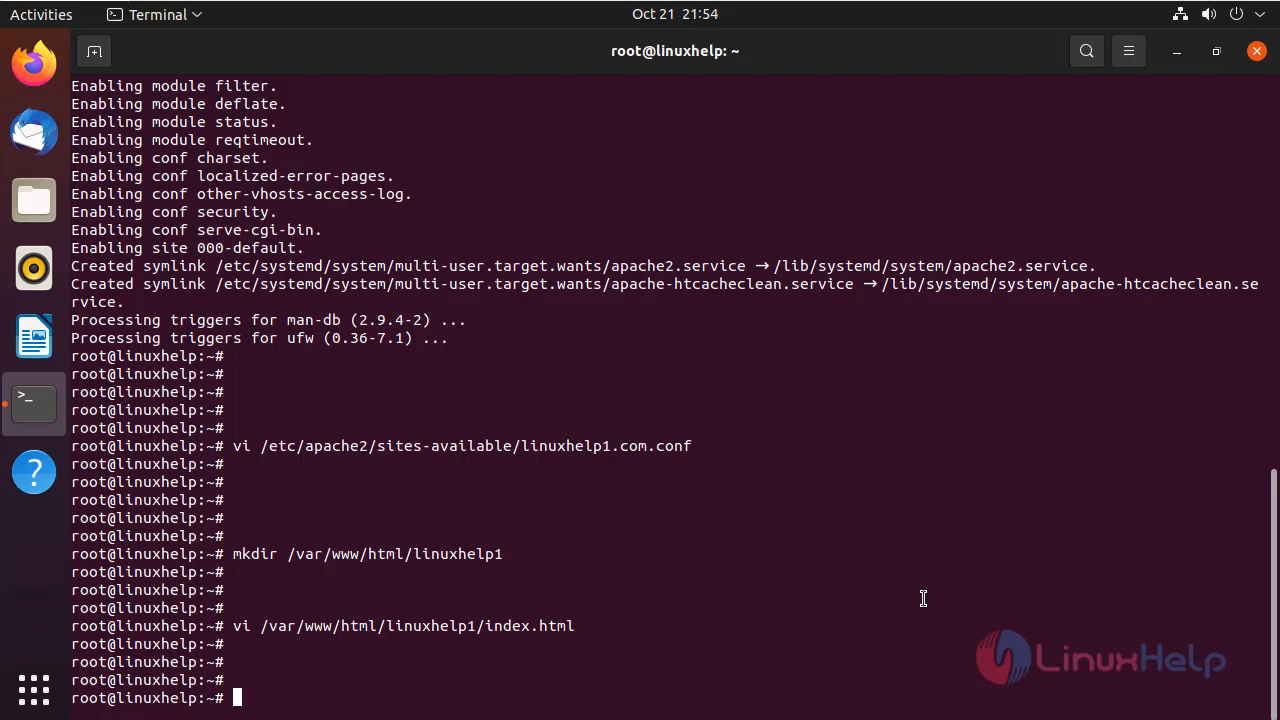 Activities
Terminal
Oct 21 21:54
root@linuxhelp: ~
Enabling module filter.
Enabling module deflate.
Enabling module status.
Enabling module reqtimeout.
Enabling conf charset.
Enabling conf localized-error-pages.
Enabling conf other-vhosts-access-log.
Enabling conf security.
Enabling conf serve-cgi-bin.
Enabling site 000-default.
Created symlink /etc/systemd/system/multi-user.target.wants/apache2.service → /lib/systemd/system/apache2.service.
Created symlink /etc/systemd/system/multi-user.target.wants/apache-htcacheclean.service → /lib/systemd/system/apache-htcacheclean.se
rvice.
Processing triggers for man-db (2.9.4-2) ...
Processing triggers for ufw (0.36-7.1) ...
root@linuxhelp:~#
root@linuxhelp:~#
root@linuxhelp:~#
root@linuxhelp:~#
root@linuxhelp:~#
root@linuxhelp:~# vi /etc/apache2/sites-available/linuxhelp1.com.conf
root@linuxhelp:~#
root@linuxhelp:~#
root@linuxhelp:~#
root@linuxhelp:~#
root@linuxhelp:~#
root@linuxhelp:~# mkdir /var/www/html/linuxhelp1
root@linuxhelp:~#
root@linuxhelp:~#
root@linuxhelp:~#
root@linuxhelp:~# vi /var/www/html/linuxhelp1/index.html
root@linuxhelp:~#
root@linuxhelp:~#
root@linuxhelp:~#
root@linuxhelp:~#
LinuxHelp